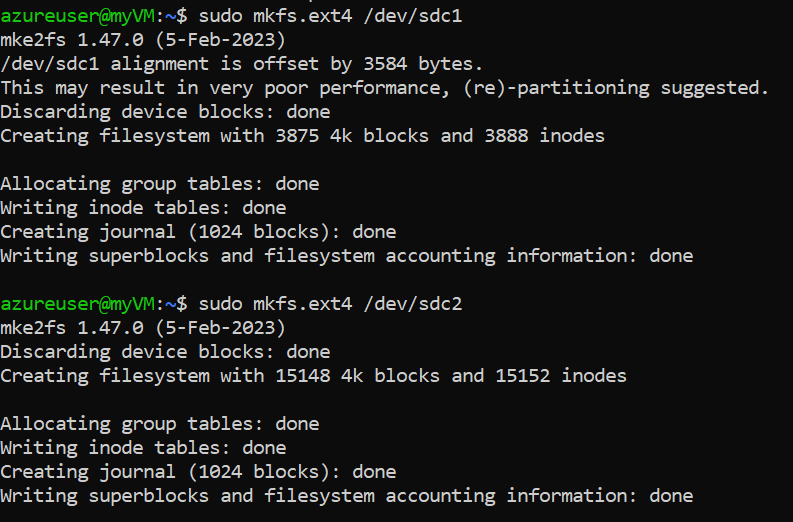 azureuser@myVM:~$ sudo mkfs.ext4 /dev/sdc1
mke2fs 1.47.0 (5-Feb-2023)
/dev/sdc1 alignment is offset by 3584 bytes.
This may result in very poor performance, (re)-partitioning suggested.
Discarding device blocks: done
Creating filesystem with 3875 4k blocks and 3888 inodes

Allocating group tables: done
Writing inode tables: done
Creating journal (1024 blocks): done
Writing superblocks and filesystem accounting information: done

azureuser@myVM:~$ sudo mkfs.ext4 /dev/sdc2
mke2fs 1.47.0 (5-Feb-2023)
Discarding device blocks: done
Creating filesystem with 15148 4k blocks and 15152 inodes

Allocating group tables: done
Writing inode tables: done
Creating journal (1024 blocks): done
Writing superblocks and filesystem accounting information: done